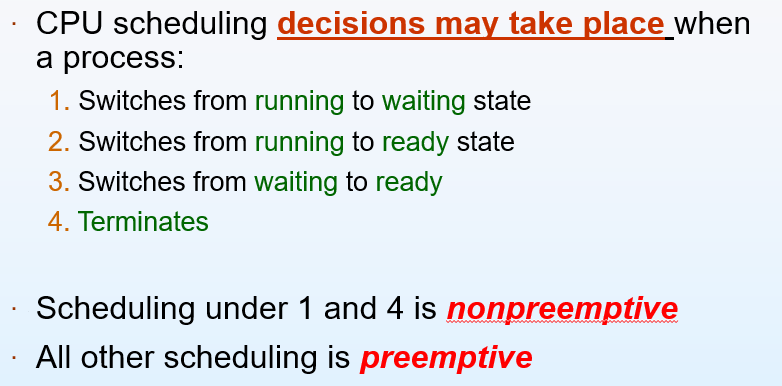 · CPU scheduling decisions may take place when
a process:
1. Switches from running to waiting state
2. Switches from running to ready state
3. Switches from waiting to ready
4. Terminates
· Scheduling under 1 and 4 is nonpreemptive
· All other scheduling is preemptive